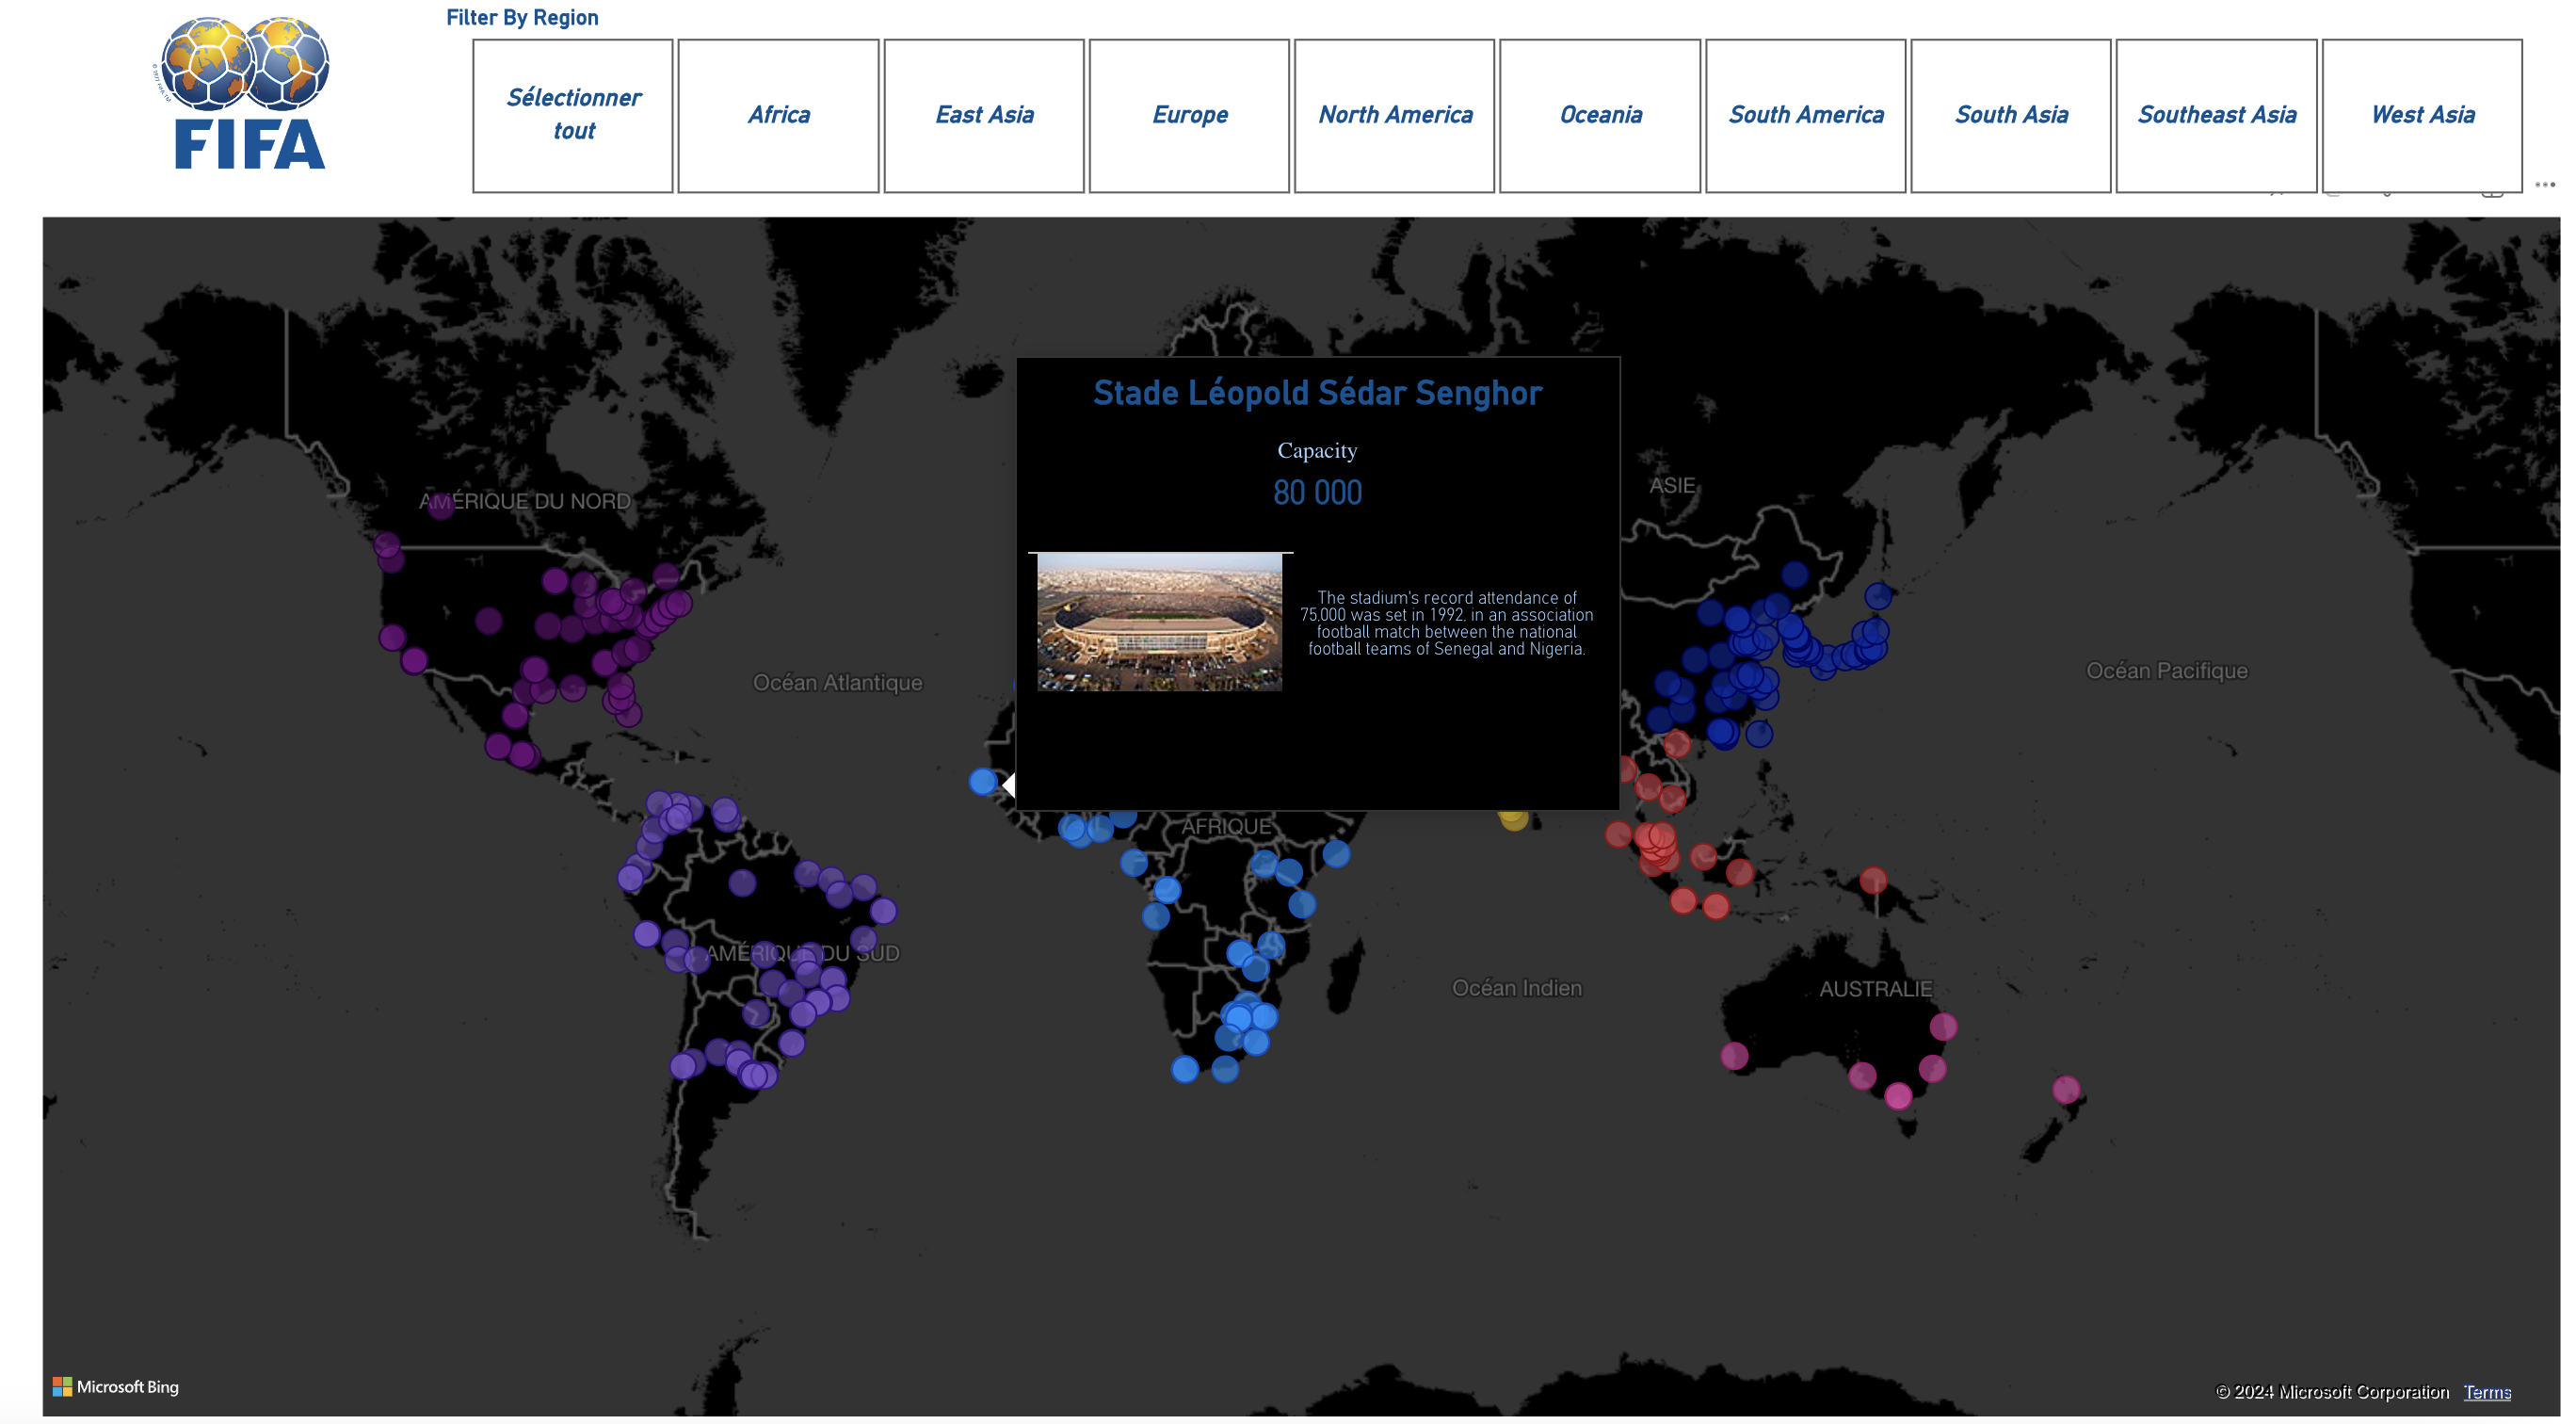 Filter By Region
FIFA
Sélectionner
tout
Africa
East Asia
Europe
North America
Oceania
South America
South Asia
Southeast Asia
West Asia
Stade Léopold Sédar Senghor
Capacity
80 000
The stadium's record attendance of
75,000 was set in 1992, in an association
football match between the national
football teams of Senegal and Nigeria.
AMÉRIQUE DU NORD
ASIE
Océan Atlantique
Océan Pacifique
AFRIQUE
AMÉRIQUE DU SUD
Océan Indien
AUSTRALIE
Microsoft Bing
© 2024 Microsoft Corporation Terms